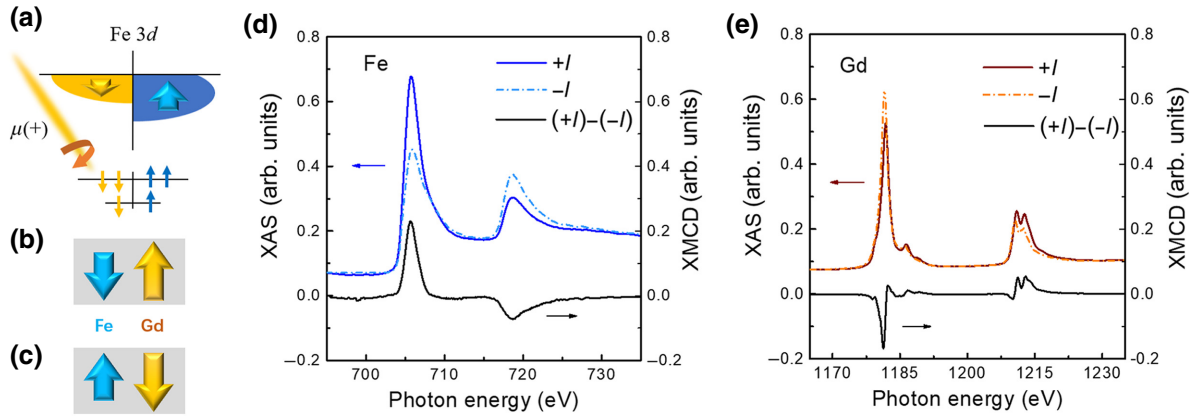 (a)
Fe 3d
μ(+)
(b)
Fe Gd
(c)
(d)
Fe
+I
–I
(+I)–(–I)
XAS (arb. units)
XMCD (arb. units)
0.8
0.6
0.4
0.2
0.0
–0.2
0.8
0.6
0.4
0.2
0.0
–0.2
700 710 720 730
Photon energy (eV)
(e)
Gd
+I
–I
(+I)–(–I)
XAS (arb. units)
XMCD (arb. units)
0.8
0.6
0.4
0.2
0.0
–0.2
0.8
0.6
0.4
0.2
0.0
–0.2
1170 1185 1200 1215 1230
Photon energy (eV)